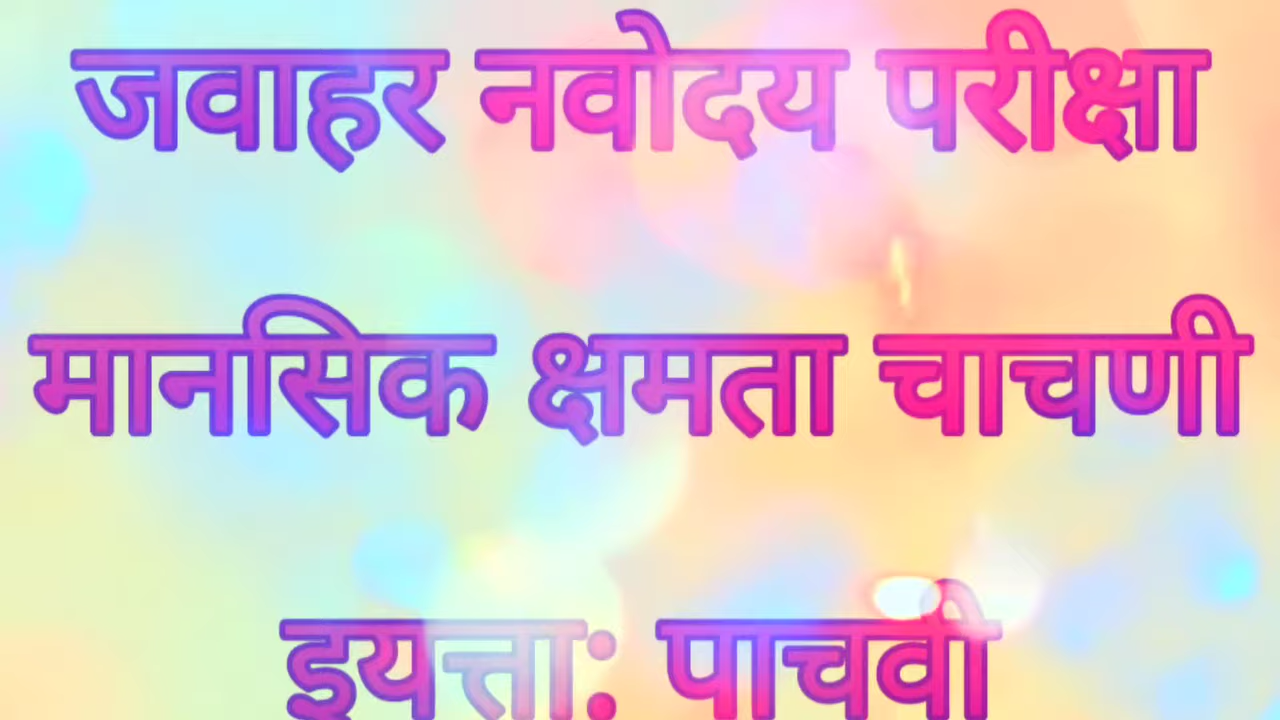 जवाहर नवोदय परीक्षा
मानसिक क्षमता चाचणी
इयत्ता: पाचवी